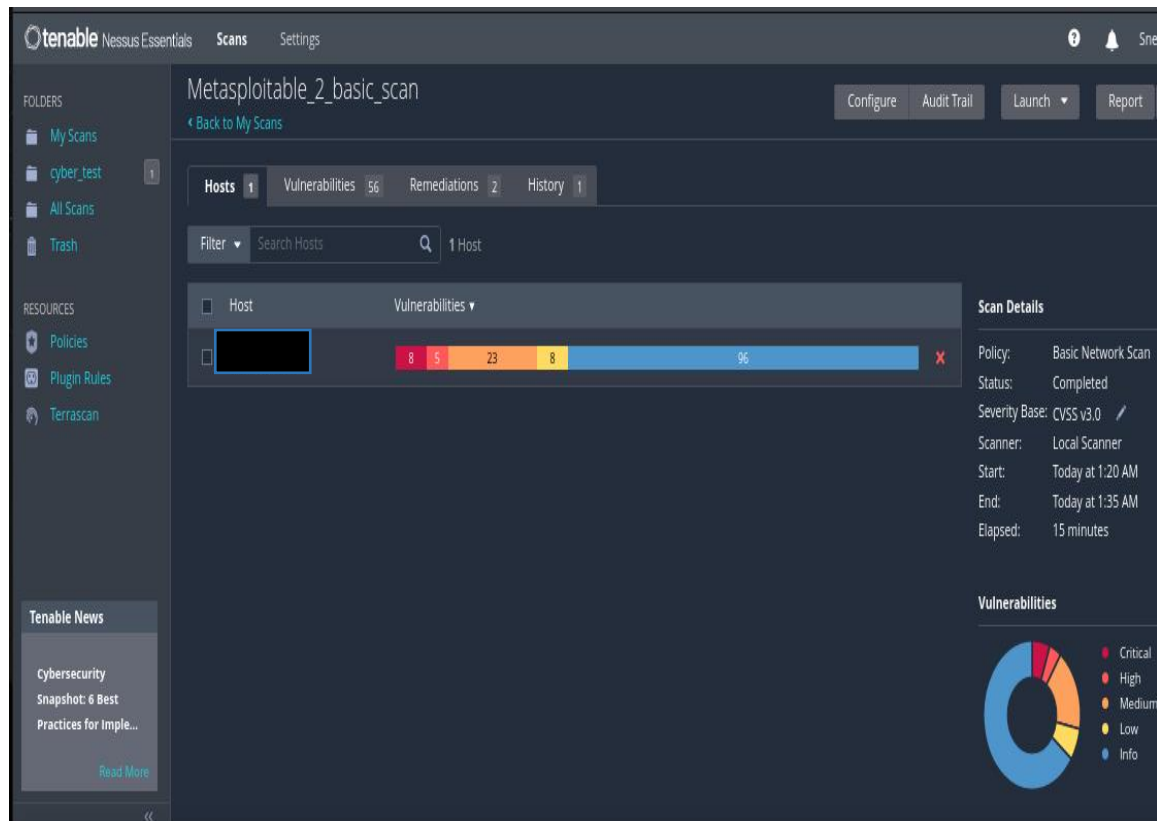 tenable Nessus Essentials Scans Settings Sne
FOLDERS
My Scans
cyber_test 1
All Scans
Trash
RESOURCES
Policies
Plugin Rules
Terrascan
Tenable News
Cybersecurity
Snapshot: 6 Best
Practices for Imple...
Read More
Metasploitable_2_basic_scan
Back to My Scans
Configure Audit Trail Launch Report
Hosts 1 Vulnerabilities 56 Remediations 2 History 1
Filter Search Hosts 1 Host
Host Vulnerabilities
8 5 23 8 96
Scan Details
Policy: Basic Network Scan
Status: Completed
Severity Base: CVSS v3.0
Scanner: Local Scanner
Start: Today at 1:20 AM
End: Today at 1:35 AM
Elapsed: 15 minutes
Vulnerabilities
Critical
High
Medium
Low
Info